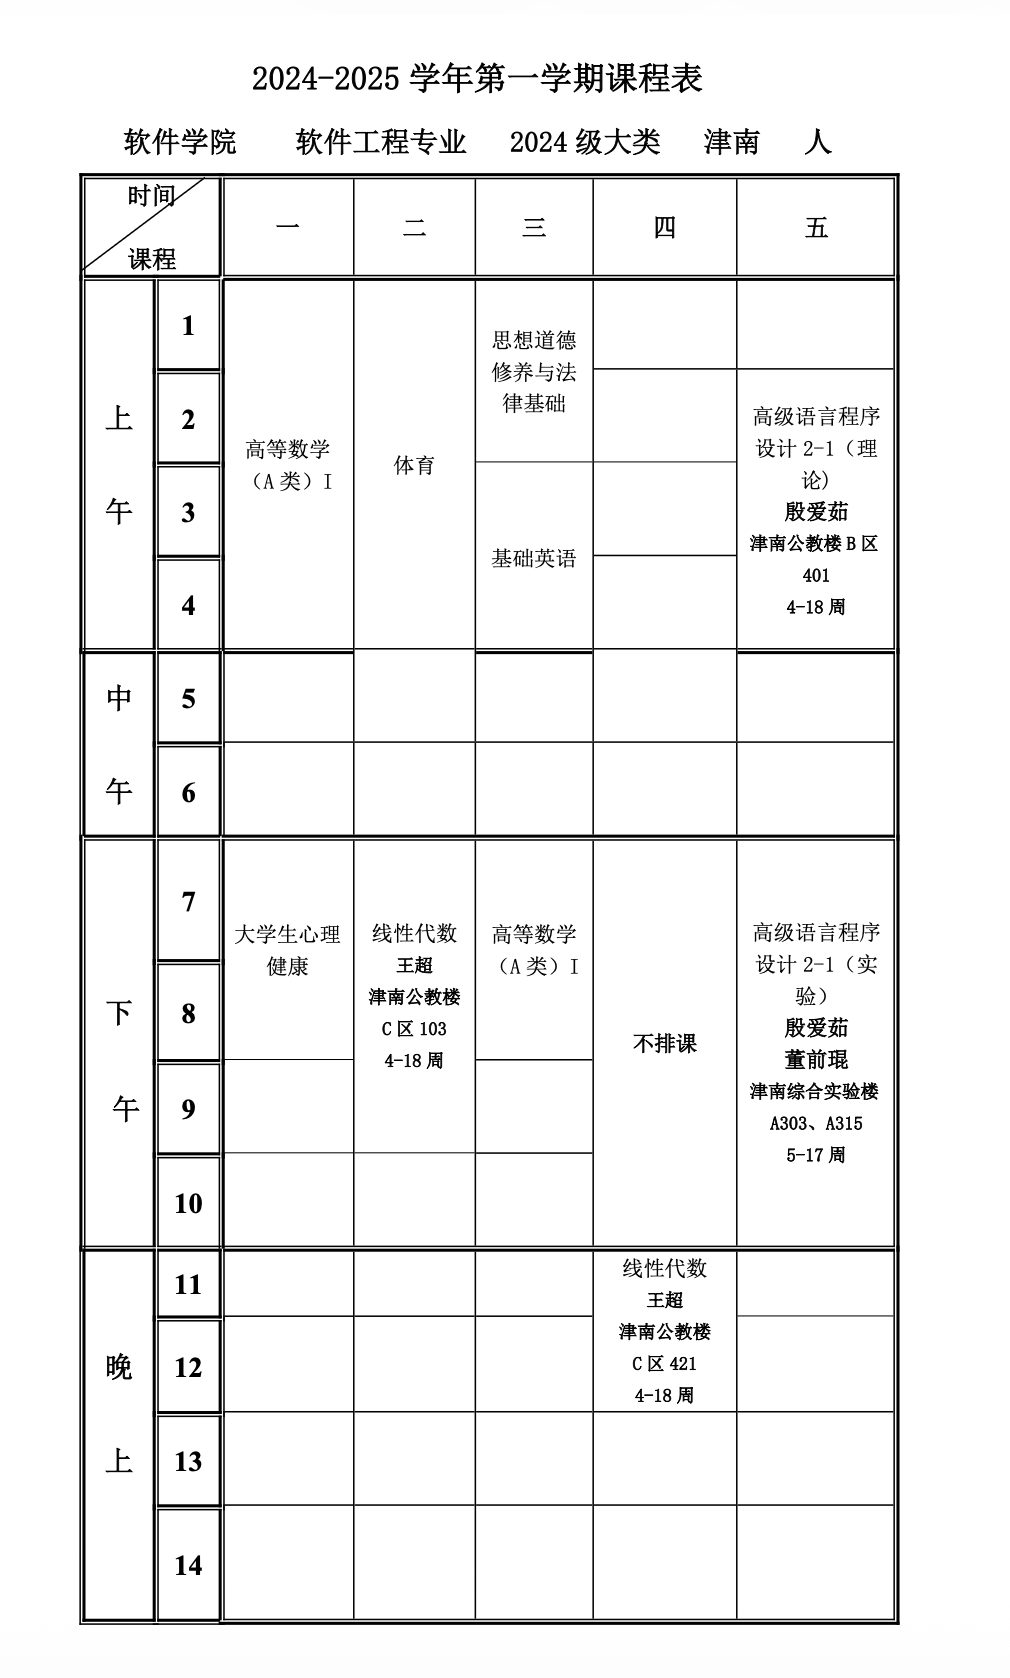 2024-2025 学年第一学期课程表
软件学院 软件工程专业 2024 级大类 津南 人
时间
课程
一 二 三 四 五
上
午
1
2
3
4
高等数学
（A 类）I
体育
思想道德
修养与法
律基础
基础英语
高级语言程序
设计 2-1（理
论)
殷爱茹
津南公教楼 B 区
401
4-18 周
中
午
5
6
下
午
7
8
9
10
大学生心理
健康
线性代数
王超
津南公教楼
C 区 103
4-18 周
高等数学
（A 类）I
不排课
高级语言程序
设计 2-1（实
验）
殷爱茹
董前琨
津南综合实验楼
A303、A315
5-17 周
晚
上
11
12
13
14
线性代数
王超
津南公教楼
C 区 421
4-18 周